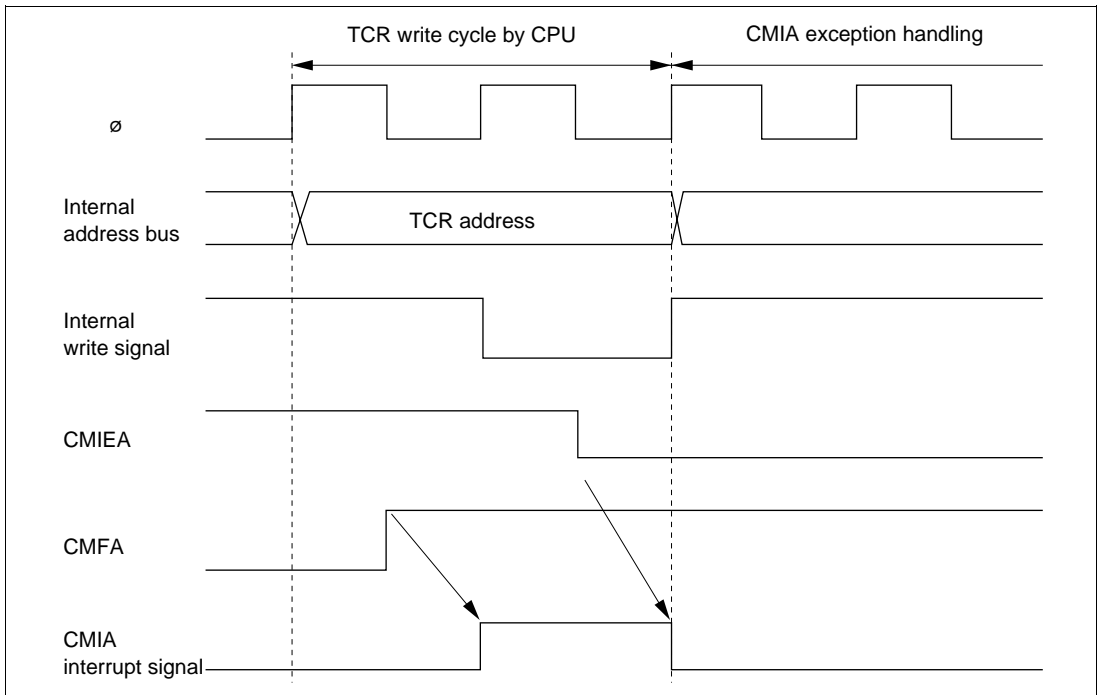 TCR write cycle by CPU
CMIA exception handling
ø
Internal
address bus
TCR address
Internal
write signal
CMIEA
CMFA
CMIA
interrupt signal